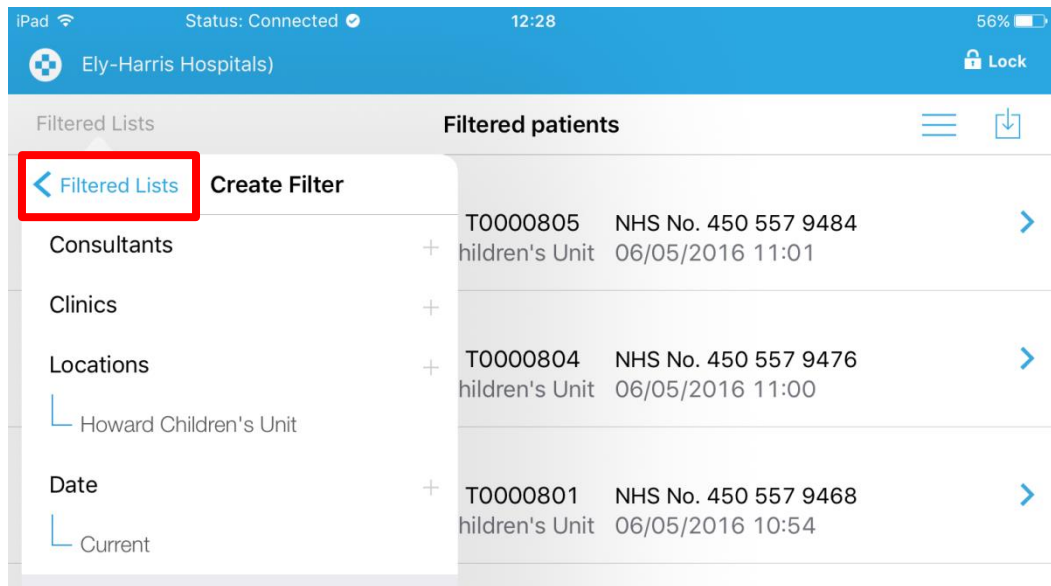 iPad Status: Connected 12:28 56%
Ely-Harris Hospitals) Lock
Filtered Lists Filtered patients
Filtered Lists Create Filter
T0000805 NHS No. 450 557 9484
Consultants + hildren's Unit 06/05/2016 11:01
Clinics +
Locations + T0000804 NHS No. 450 557 9476
hildren's Unit 06/05/2016 11:00
Howard Children's Unit
Date + T0000801 NHS No. 450 557 9468
hildren's Unit 06/05/2016 10:54
Current